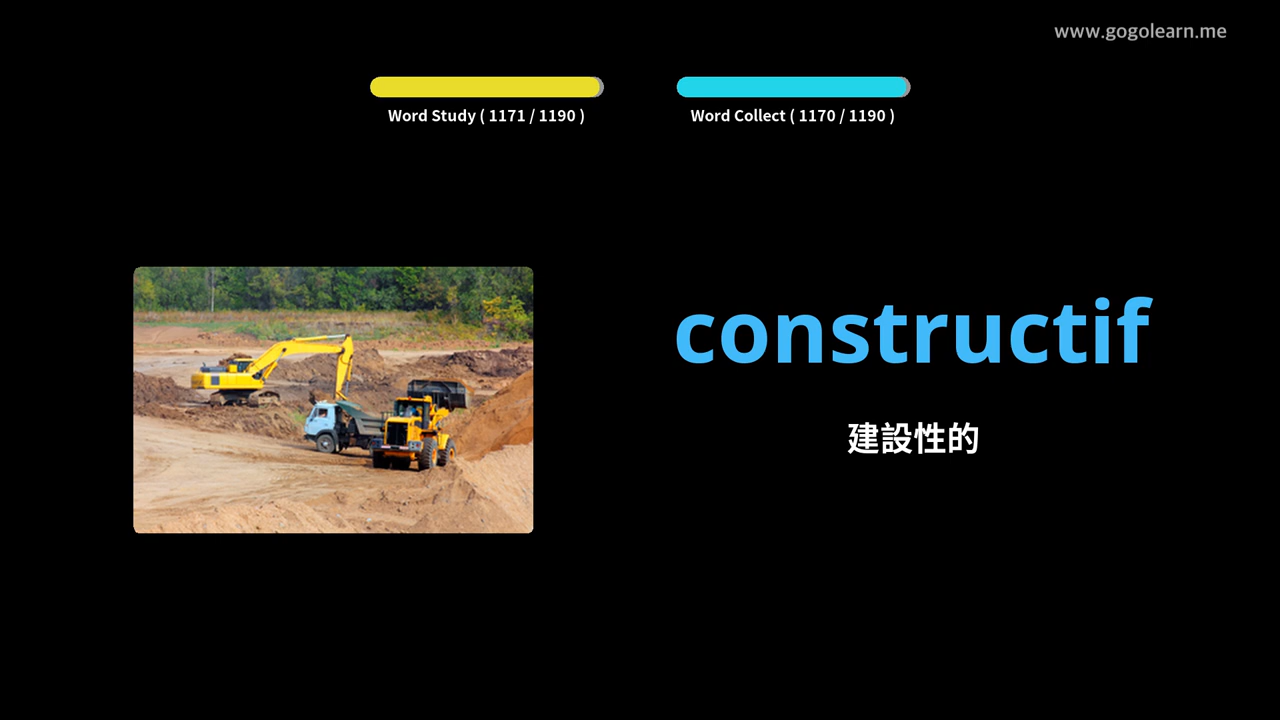 www.gogolearn.me
Word Study ( 1171 / 1190 )
Word Collect ( 1170 / 1190 )
constructif
建設性的